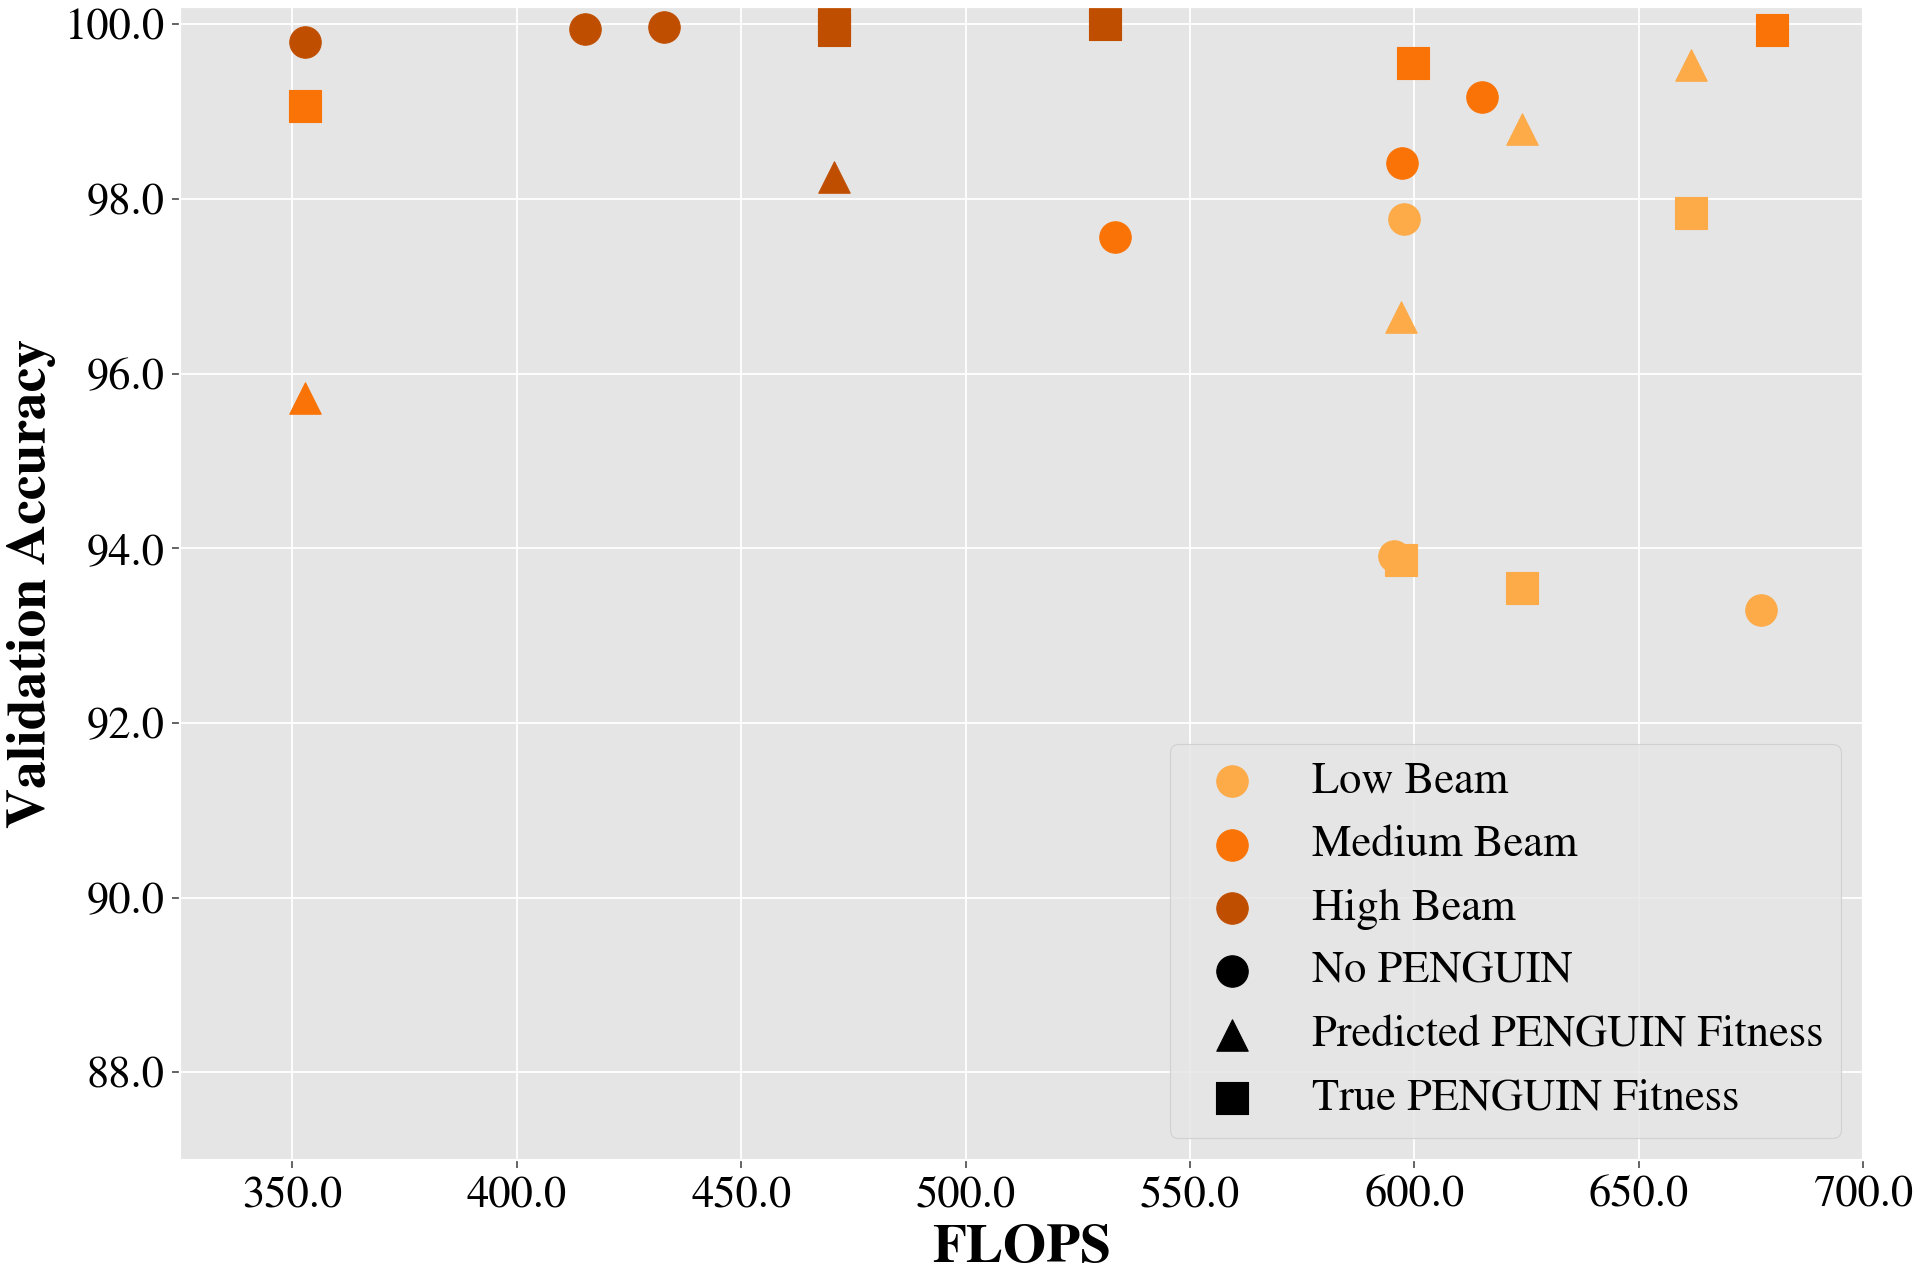 100.0
98.0
96.0
94.0
92.0
90.0
88.0
Validation Accuracy
350.0 400.0 450.0 500.0 550.0 600.0 650.0 700.0
FLOPS
Low Beam
Medium Beam
High Beam
No PENGUIN
Predicted PENGUIN Fitness
True PENGUIN Fitness